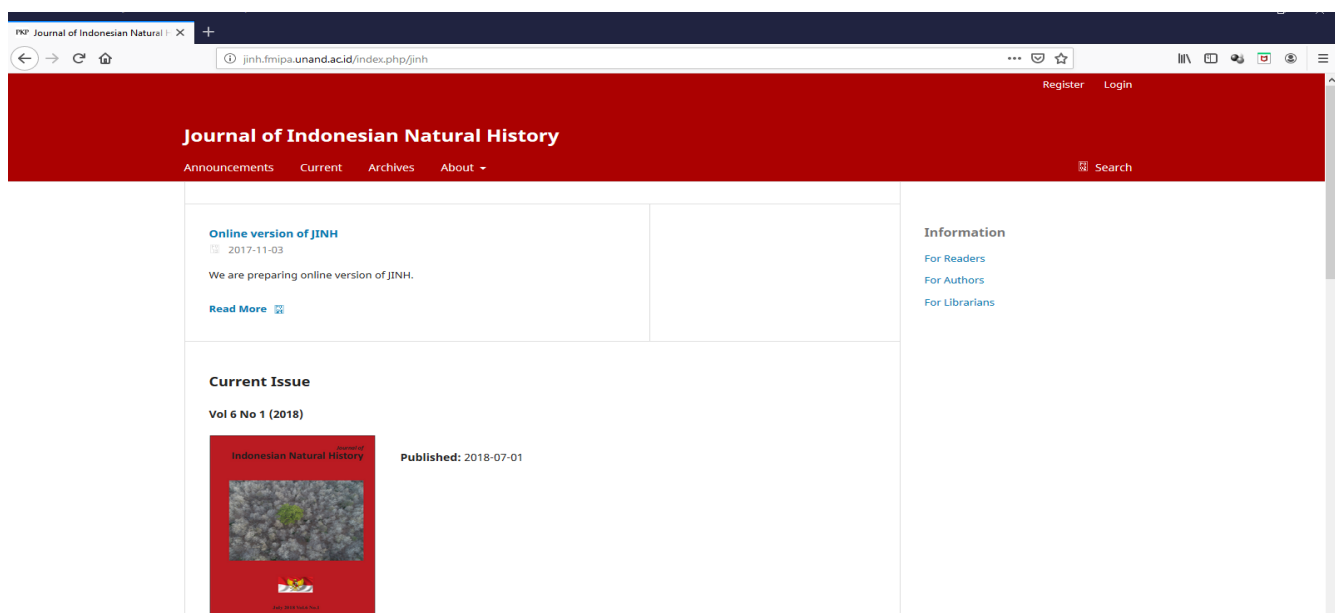 PKP Journal of Indonesian Natural H
jinh.fmipa.unand.ac.id/index.php/jinh
Register Login
Journal of Indonesian Natural History
Announcements Current Archives About
Search
Online version of JINH
2017-11-03
We are preparing online version of JINH.
Read More
Information
For Readers
For Authors
For Librarians
Current Issue
Vol 6 No 1 (2018)
Journal of
Indonesian Natural History
Published: 2018-07-01